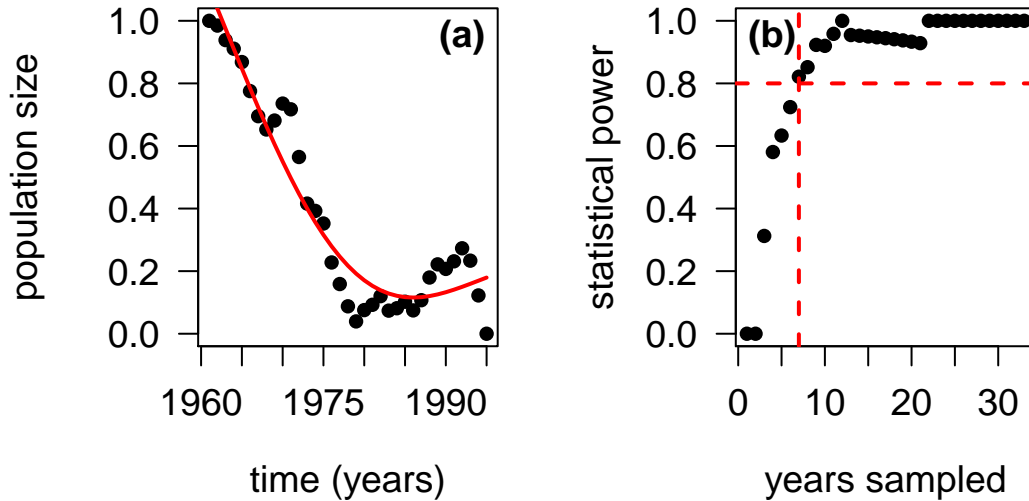 (a)
population size
1.0
0.8
0.6
0.4
0.2
0.0
1960 1975 1990
time (years)
(b)
statistical power
1.0
0.8
0.6
0.4
0.2
0.0
0 10 20 30
years sampled